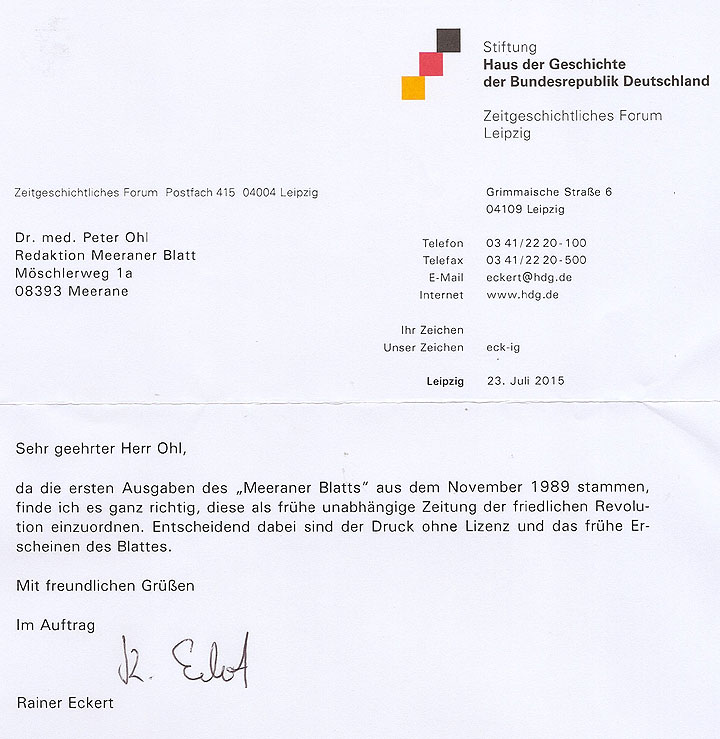 Stiftung
Haus der Geschichte
der Bundesrepublik Deutschland
Zeitgeschichtliches Forum
Leipzig
Zeitgeschichtliches Forum Postfach 415 04004 Leipzig
Grimmaische Straße 6
04109 Leipzig
Dr. med. Peter Ohl
Redaktion Meeraner Blatt
Möschlerweg 1a
08393 Meerane
Telefon 03 41/22 20-100
Telefax 03 41/22 20-500
E-Mail eckert@hdg.de
Internet www.hdg.de
Ihr Zeichen
Unser Zeichen eck-ig
Leipzig 23. Juli 2015
Sehr geehrter Herr Ohl,
da die ersten Ausgaben des „Meeraner Blatts“ aus dem November 1989 stammen,
finde ich es ganz richtig, diese als frühe unabhängige Zeitung der friedlichen Revolu-
tion einzuordnen. Entscheidend dabei sind der Druck ohne Lizenz und das frühe Er-
scheinen des Blattes.
Mit freundlichen Grüßen
Im Auftrag
R. Eckert
Rainer Eckert